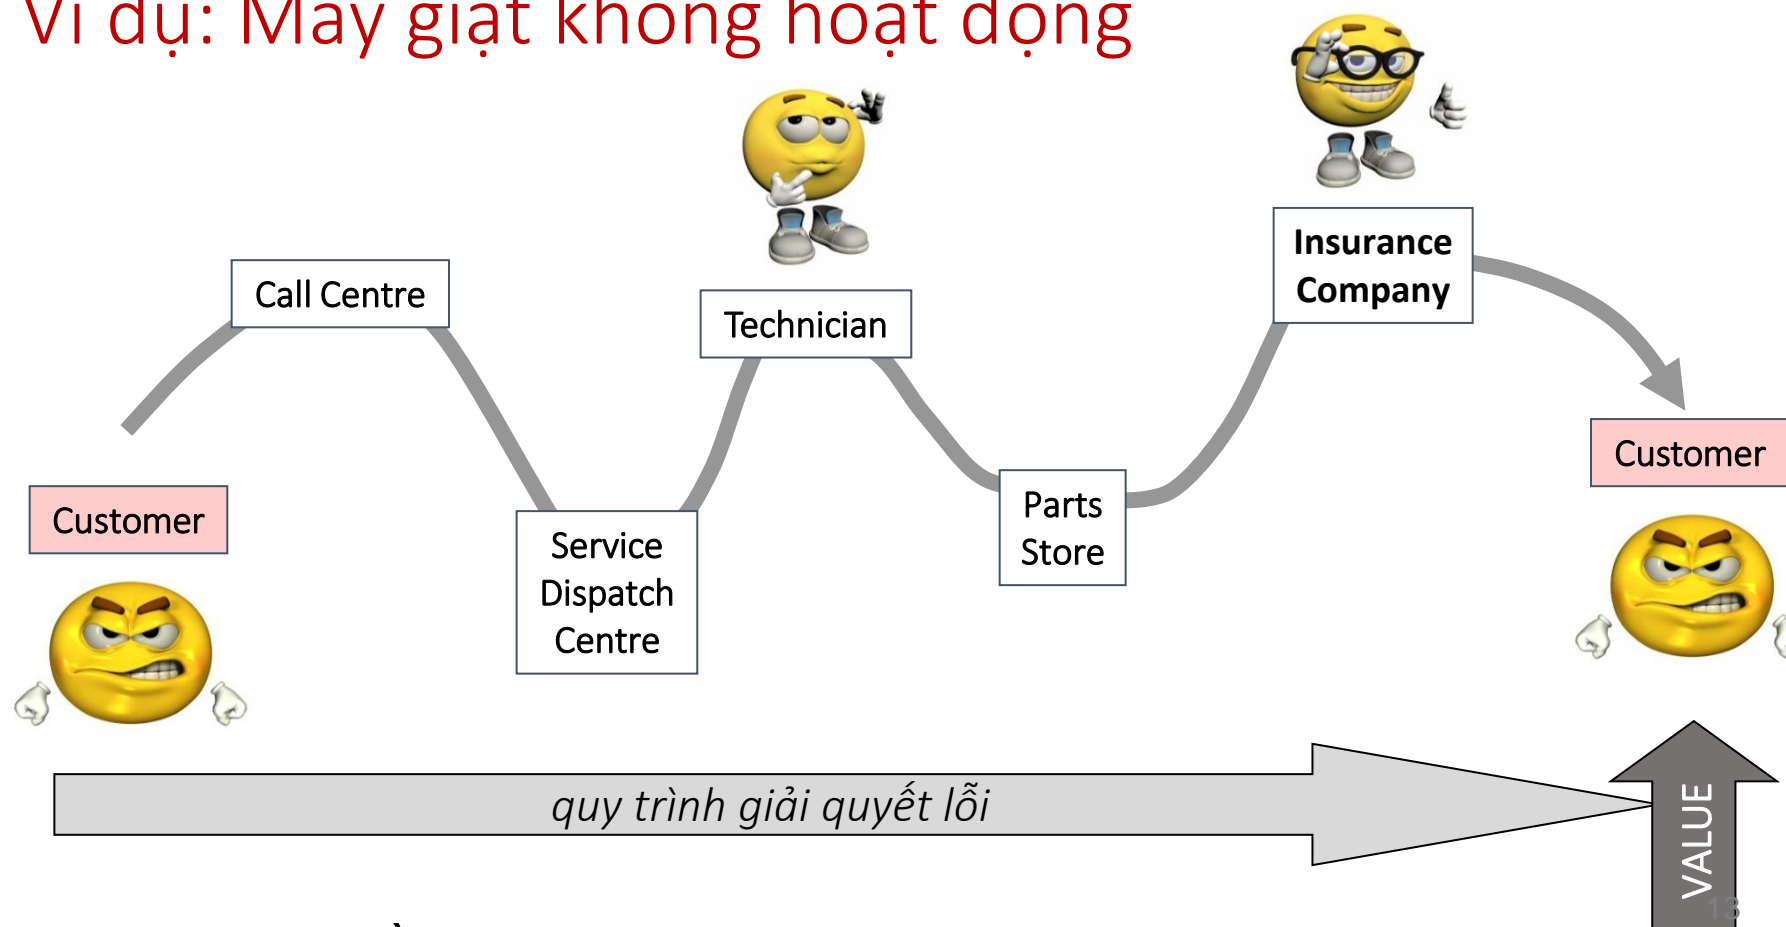 Ví dụ: Máy giặt không hoạt động
Insurance
Company
Call Centre
Technician
Customer
Parts
Store
Customer
Service
Dispatch
Centre
quy trình giải quyết lỗi
VALUE
13